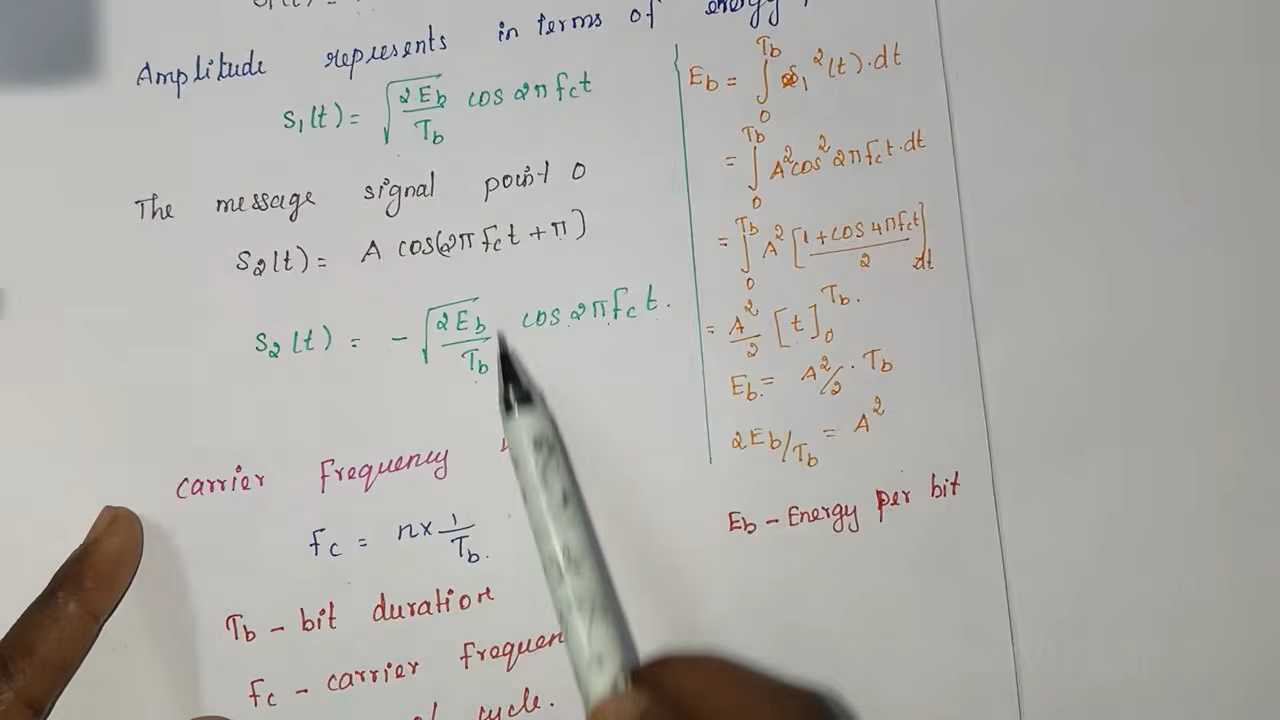 Amplitude represents in terms of energy
S₁(t) = √(2Eb/Tb) cos 2πfct
The message signal point 0
S₂(t) = A cos(2πfct + π)
S₂(t) = - √(2Eb/Tb) cos 2πfct.
Carrier Frequency
Fc = n × 1/Tb.
Tb - bit duration
Fc - carrier frequen
cycle.
Eb = ∫₀^Tb S₁²(t).dt
= ∫₀^Tb A²cos² 2πfct.dt
= ∫₀^Tb A² [(1 + cos 4πfct)/2] dt
= A²/2 [t]₀^Tb.
Eb. = A²/2 . Tb
2Eb/Tb = A²
Eb - Energy per bit